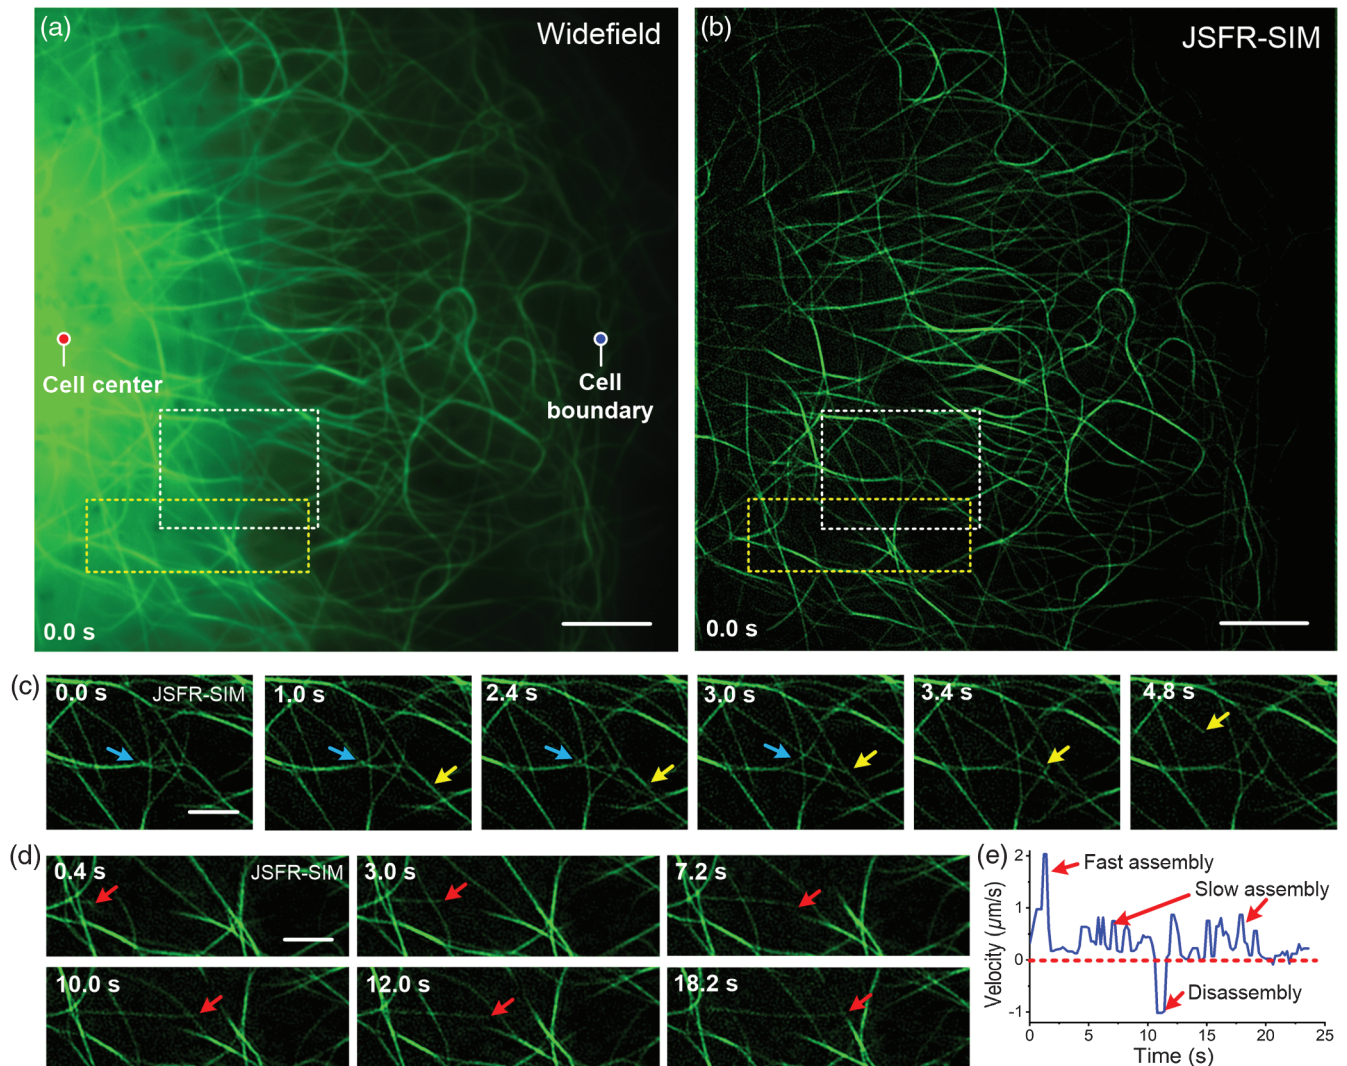 (a)
Widefield
Cell center
Cell
boundary
0.0 s
(b)
JSFR-SIM
0.0 s
(c)
0.0 s
JSFR-SIM
1.0 s
2.4 s
3.0 s
3.4 s
4.8 s
(d)
0.4 s
JSFR-SIM
3.0 s
7.2 s
10.0 s
12.0 s
18.2 s
(e)
2
1
0
-1
Velocity (µm/s)
Fast assembly
Slow assembly
Disassembly
0 5 10 15 20 25
Time (s)